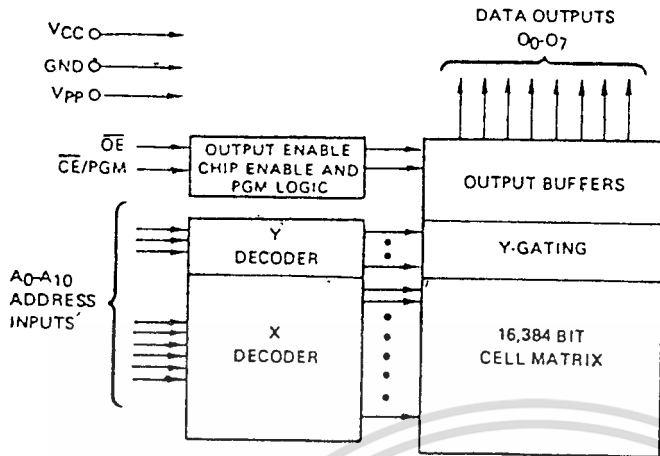 DATA OUTPUTS
O0-O7
VCC
GND
VPP
OE
CE/PGM
OUTPUT ENABLE
CHIP ENABLE AND
PGM LOGIC
OUTPUT BUFFERS
Y
DECODER
Y-GATING
A0-A10
ADDRESS
INPUTS
X
DECODER
16,384 BIT
CELL MATRIX